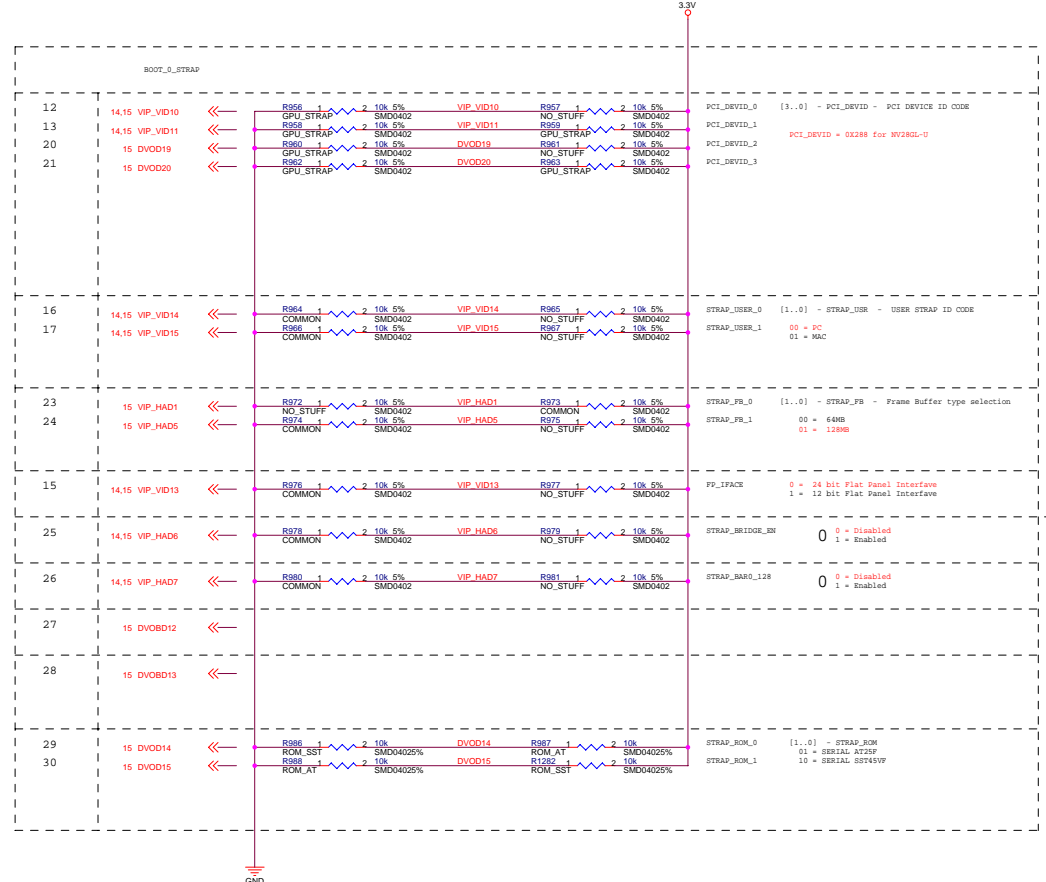 3.3V
BOOT_0_STRAP
12 14,15 VIP_VID10 R956 1 2 10k 5% VIP_VID10 R957 1 2 10k 5% PCI_DEVID_0 [3..0] - PCI_DEVID - PCI DEVICE ID CODE
GPU_STRAP SMD0402 NO_STUFF SMD0402
13 14,15 VIP_VID11 R958 1 2 10k 5% VIP_VID11 R959 1 2 10k 5% PCI_DEVID_1
GPU_STRAP SMD0402 GPU_STRAP SMD0402 PCI_DEVID = 0X288 for NV28GL-U
20 15 DVOD19 R960 1 2 10k 5% DVOD19 R961 1 2 10k 5% PCI_DEVID_2
GPU_STRAP SMD0402 NO_STUFF SMD0402
21 15 DVOD20 R962 1 2 10k 5% DVOD20 R963 1 2 10k 5% PCI_DEVID_3
GPU_STRAP SMD0402 GPU_STRAP SMD0402
16 14,15 VIP_VID14 R964 1 2 10k 5% VIP_VID14 R965 1 2 10k 5% STRAP_USER_0 [1..0] - STRAP_USR - USER STRAP ID CODE
COMMON SMD0402 NO_STUFF SMD0402
17 14,15 VIP_VID15 R966 1 2 10k 5% VIP_VID15 R967 1 2 10k 5% STRAP_USER_1 00 = PC
COMMON SMD0402 NO_STUFF SMD0402 01 = MAC
23 15 VIP_HAD1 R972 1 2 10k 5% VIP_HAD1 R973 1 2 10k 5% STRAP_FB_0 [1..0] - STRAP_FB - Frame Buffer type selection
NO_STUFF SMD0402 COMMON SMD0402
24 15 VIP_HAD5 R974 1 2 10k 5% VIP_HAD5 R975 1 2 10k 5% STRAP_FB_1 00 = 64MB
COMMON SMD0402 NO_STUFF SMD0402 01 = 128MB
15 14,15 VIP_VID13 R976 1 2 10k 5% VIP_VID13 R977 1 2 10k 5% FP_IFACE 0 = 24 bit Flat Panel Interfave
COMMON SMD0402 NO_STUFF SMD0402 1 = 12 bit Flat Panel Interfave
25 14,15 VIP_HAD6 R978 1 2 10k 5% VIP_HAD6 R979 1 2 10k 5% STRAP_BRIDGE_EN 0 0 = Disabled
COMMON SMD0402 NO_STUFF SMD0402 1 = Enabled
26 14,15 VIP_HAD7 R980 1 2 10k 5% VIP_HAD7 R981 1 2 10k 5% STRAP_BAR0_128 0 0 = Disabled
COMMON SMD0402 NO_STUFF SMD0402 1 = Enabled
27 15 DVOBD12
28 15 DVOBD13
29 15 DVOD14 R986 1 2 10k DVOD14 R987 1 2 10k STRAP_ROM_0 [1..0] - STRAP_ROM
ROM_SST SMD04025% ROM_AT SMD04025% 01 = SERIAL AT25F
30 15 DVOD15 R988 1 2 10k DVOD15 R1282 1 2 10k STRAP_ROM_1 10 = SERIAL SST45VF
ROM_AT SMD04025% ROM_SST SMD04025%
GND